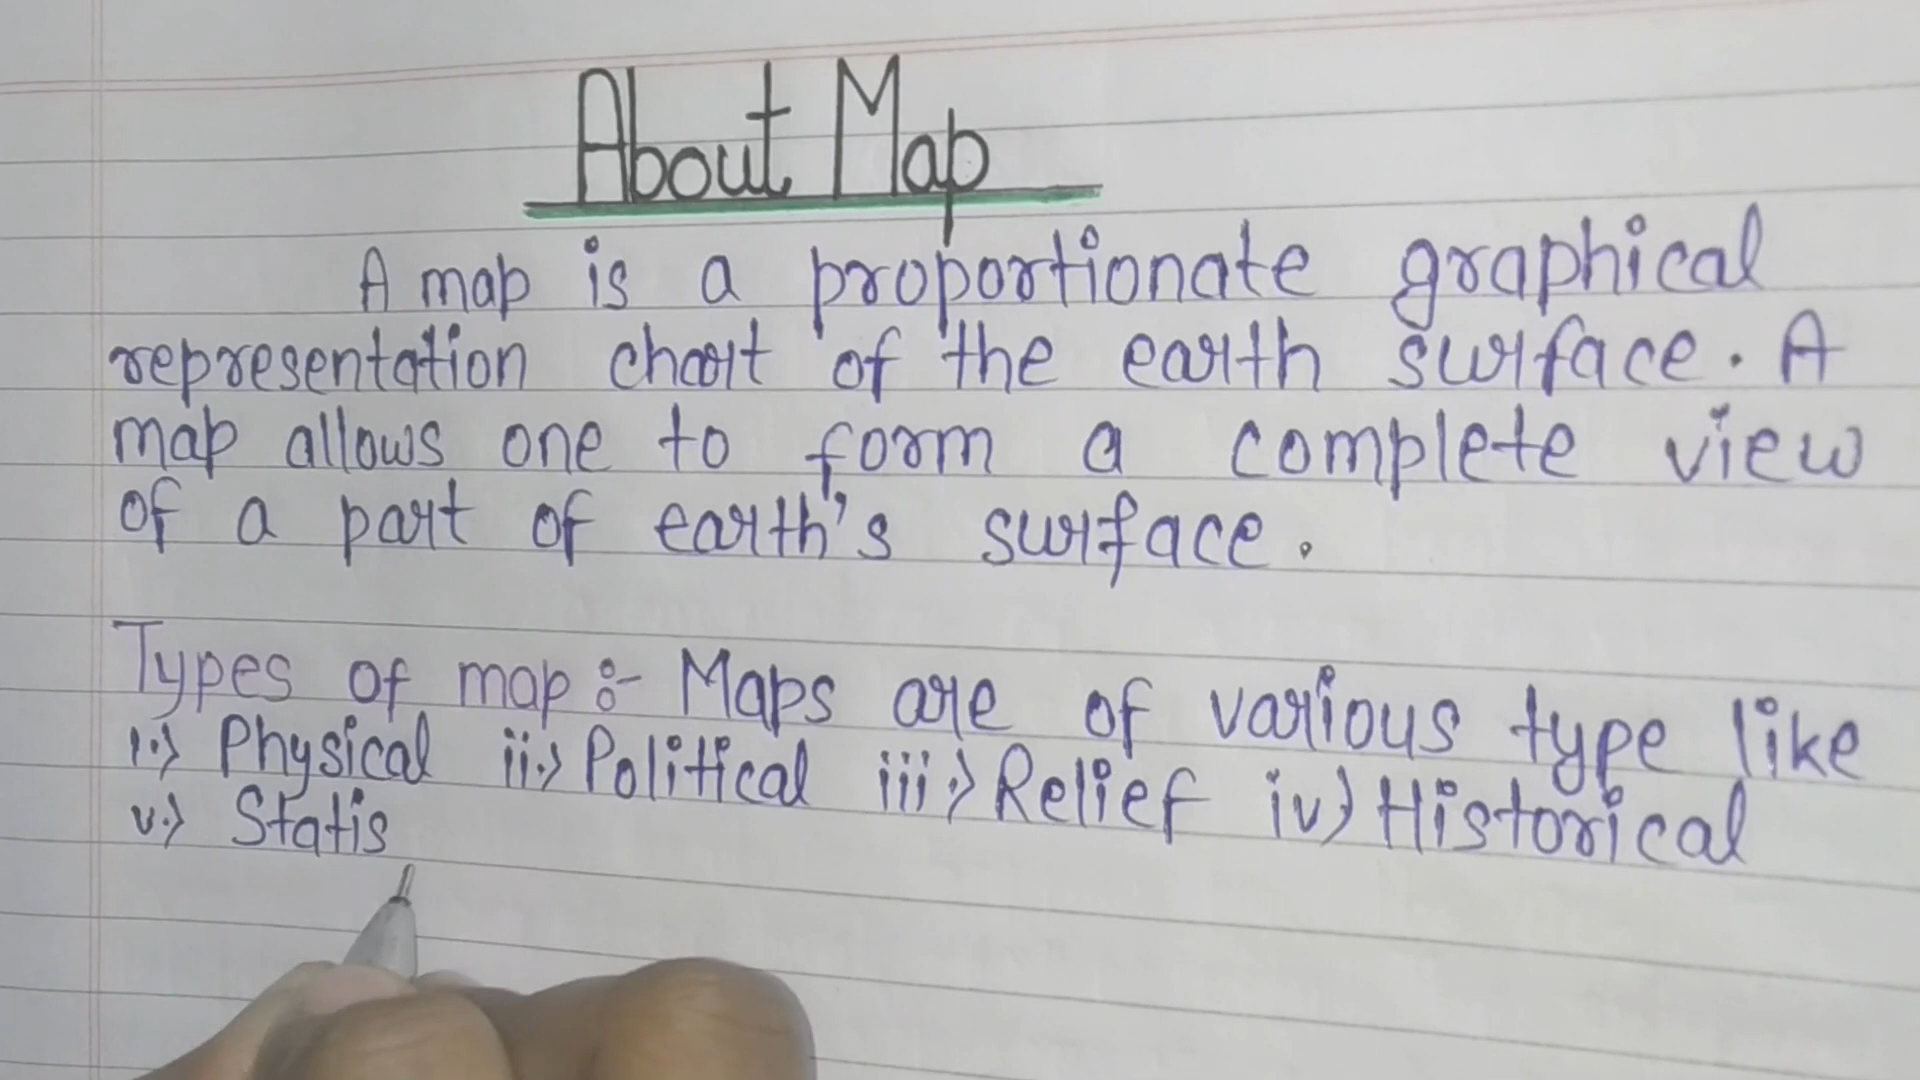 About Map
A map is a proportionate graphical
representation chart of the earth surface. A
map allows one to form a complete view
of a part of earth's surface.
Types of map :- Maps are of various type like
i.) Physical ii.) Political iii.) Relief iv.) Historical
v.) Statis